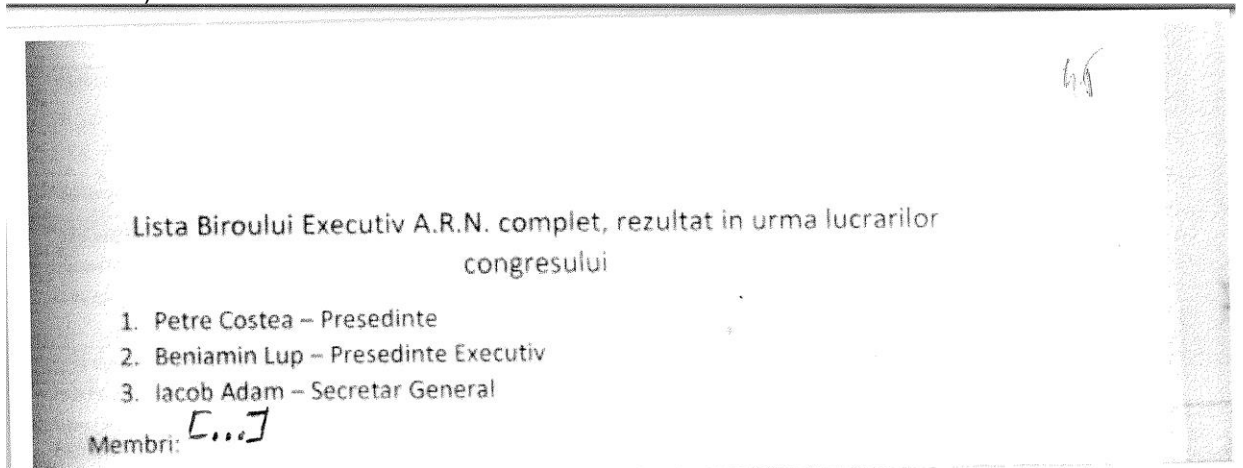 Lista Biroului Executiv A.R.N. complet, rezultat in urma lucrarilor
congresului
1. Petre Costea – Presedinte
2. Beniamin Lup – Presedinte Executiv
3. Iacob Adam – Secretar General
Membri: [...]